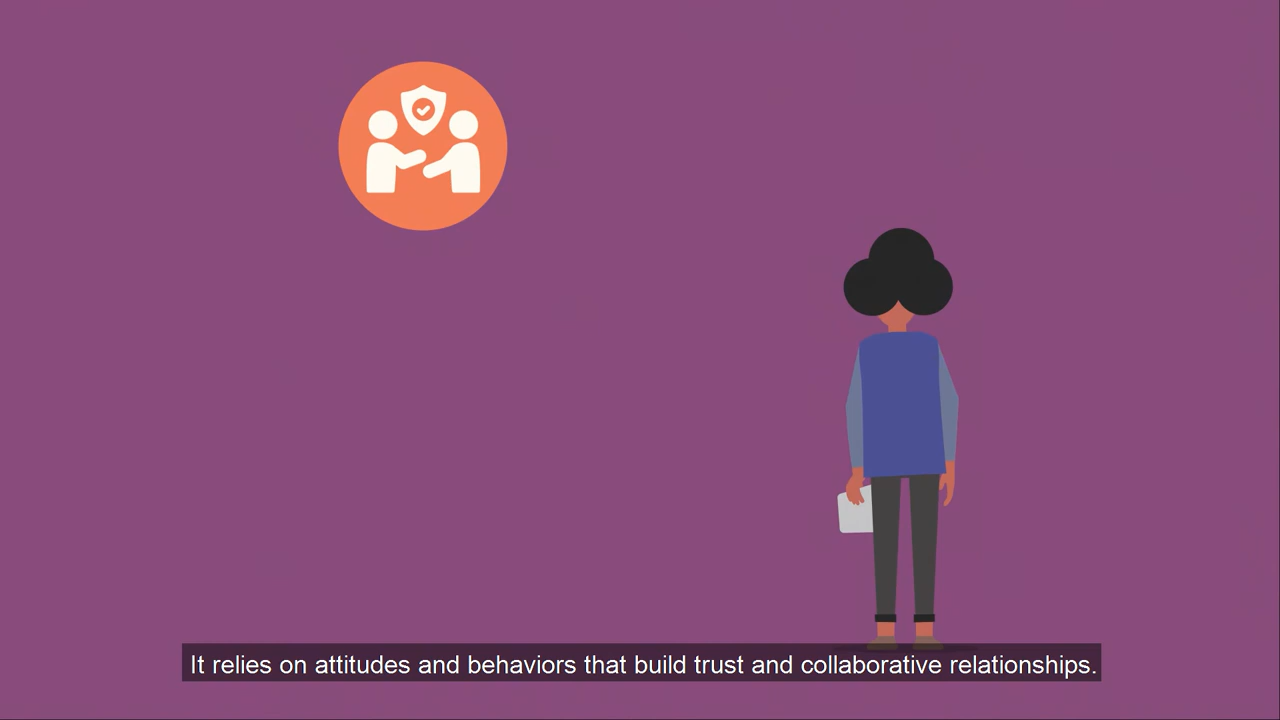 It relies on attitudes and behaviors that build trust and collaborative relationships.